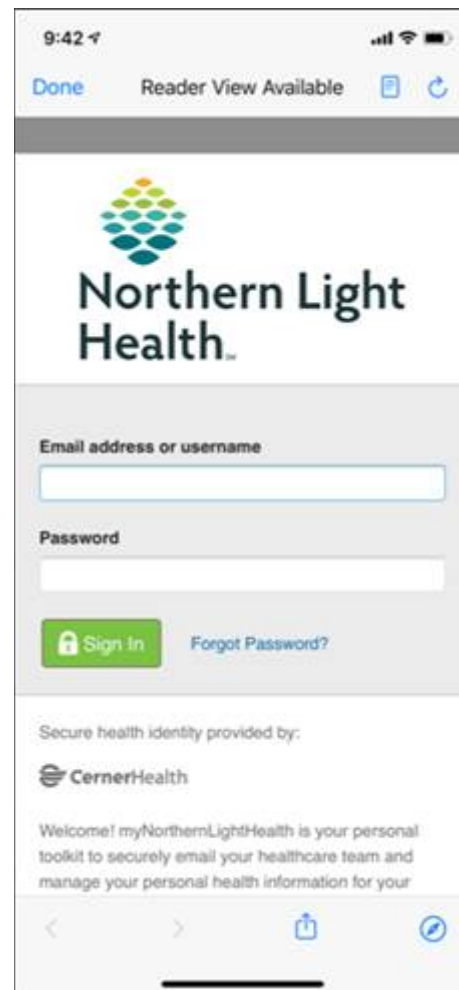 9:42
Done Reader View Available
Northern Light
Health
SM
Email address or username
Password
Sign In Forgot Password?
Secure health identity provided by:
CernerHealth
Welcome! myNorthernLightHealth is your personal
toolkit to securely email your healthcare team and
manage your personal health information for your